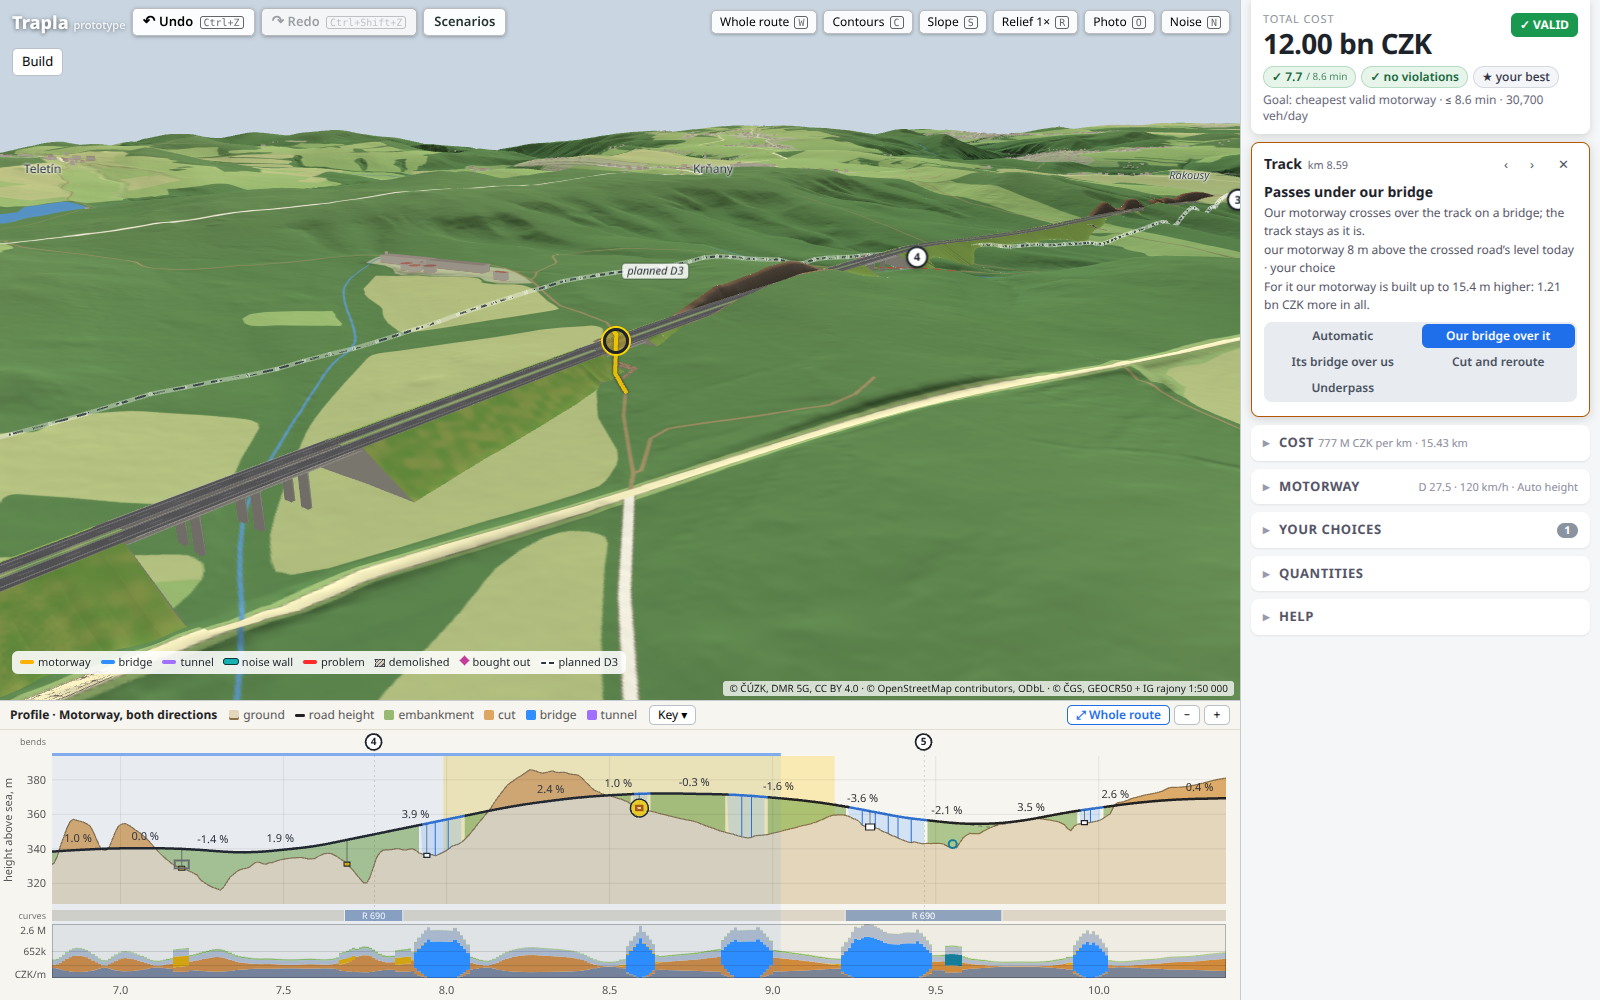 Trapla prototype
↶ Undo Ctrl+Z
↷ Redo Ctrl+Shift+Z
Scenarios
Whole route W
Contours C
Slope S
Relief 1× R
Photo O
Noise N
Build
Teletín
Krňany
Rakousy
3
4
planned D3
motorway
bridge
tunnel
noise wall
problem
demolished
bought out
planned D3
© ČÚZK, DMR 5G, CC BY 4.0 · © OpenStreetMap contributors, ODbL · © ČGS, GEOCR50 + IG rajony 1:50 000
TOTAL COST
12.00 bn CZK
✓ VALID
✓ 7.7 / 8.6 min
✓ no violations
★ your best
Goal: cheapest valid motorway · ≤ 8.6 min · 30,700
veh/day
Track km 8.59
‹ › ✕
Passes under our bridge
Our motorway crosses over the track on a bridge; the
track stays as it is.
our motorway 8 m above the crossed road's level today
· your choice
For it our motorway is built up to 15.4 m higher: 1.21
bn CZK more in all.
Automatic
Our bridge over it
Its bridge over us
Cut and reroute
Underpass
▶ COST 777 M CZK per km · 15.43 km
▶ MOTORWAY D 27.5 · 120 km/h · Auto height
▶ YOUR CHOICES 1
▶ QUANTITIES
▶ HELP
Profile · Motorway, both directions
ground
road height
embankment
cut
bridge
tunnel
Key ▾
⤢ Whole route
−
+
bends
4
5
height above sea, m
380
360
340
320
1.0 %
0.0 %
-1.4 %
1.9 %
3.9 %
2.4 %
1.0 %
-0.3 %
-1.6 %
-3.6 %
-2.1 %
3.5 %
2.6 %
0.4 %
curves
R 690
R 690
2.6 M
652k
CZK/m
7.0
7.5
8.0
8.5
9.0
9.5
10.0